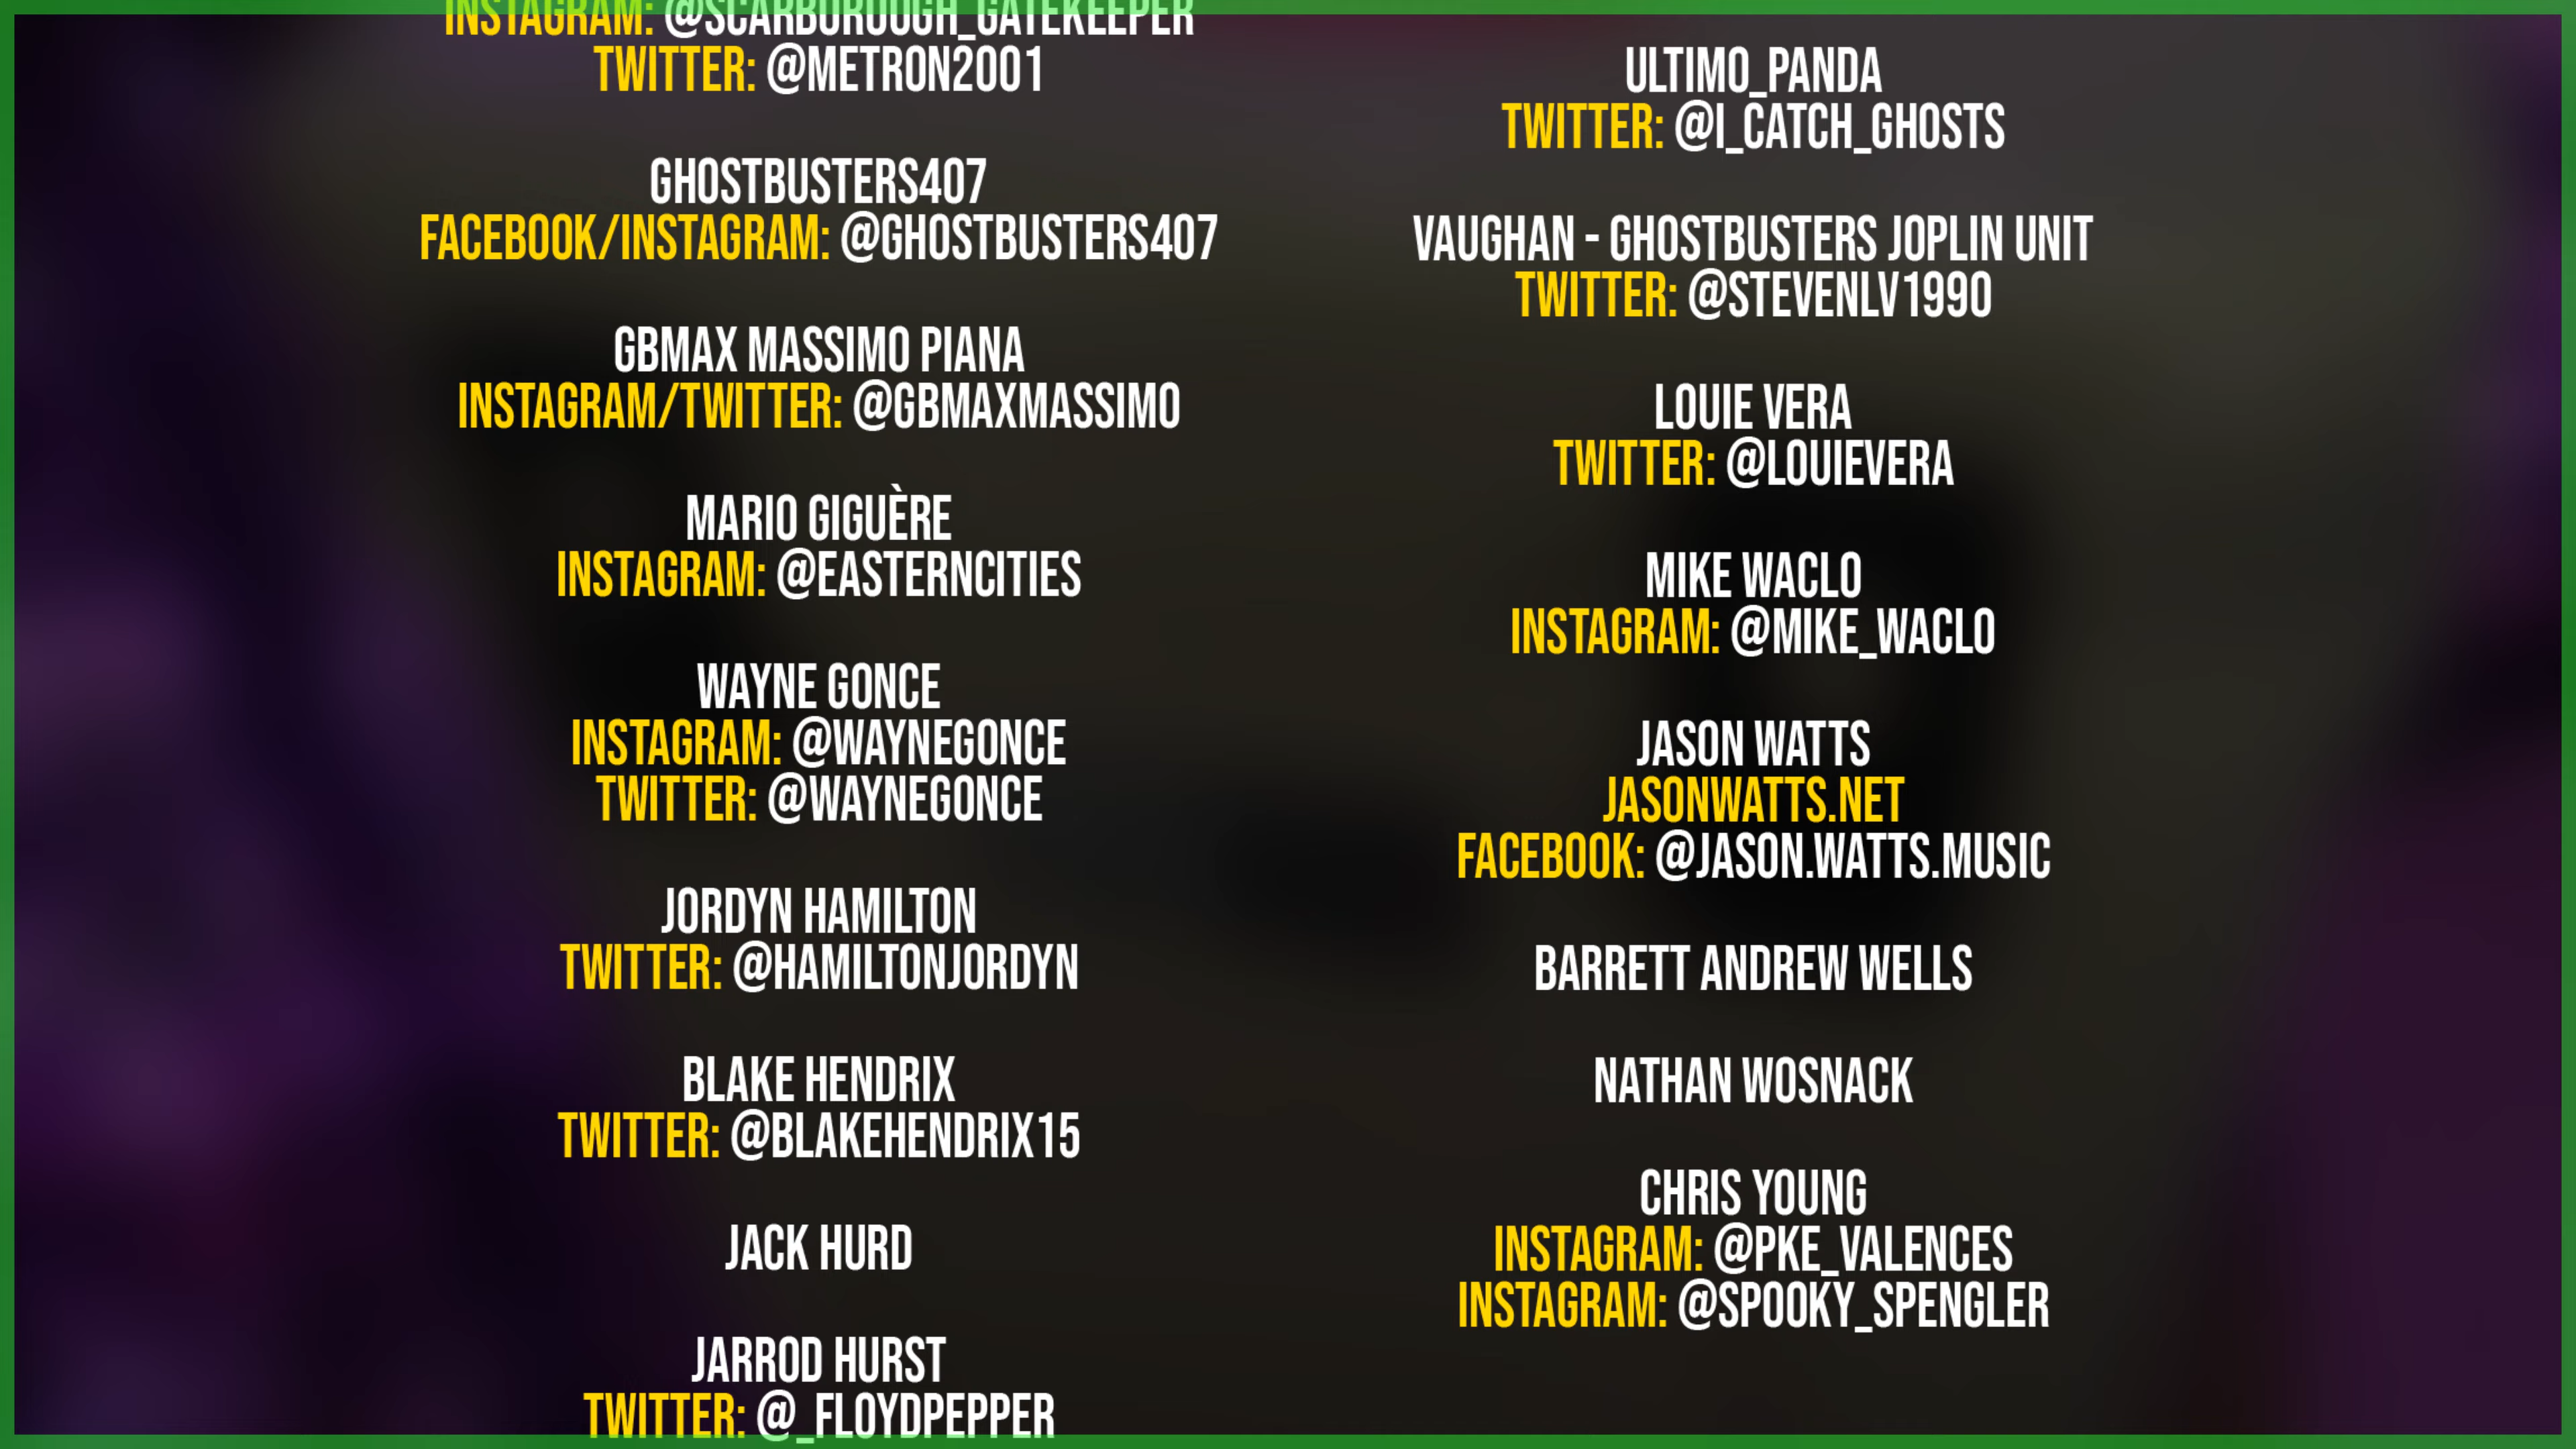 INSTAGRAM: @SCARBOROUGH_GATEKEEPER
TWITTER: @METRON2001
GHOSTBUSTERS407
FACEBOOK/INSTAGRAM: @GHOSTBUSTERS407
GBMAX MASSIMO PIANA
INSTAGRAM/TWITTER: @GBMAXMASSIMO
MARIO GIGUÈRE
INSTAGRAM: @EASTERNCITIES
WAYNE GONCE
INSTAGRAM: @WAYNEGONCE
TWITTER: @WAYNEGONCE
JORDYN HAMILTON
TWITTER: @HAMILTONJORDYN
BLAKE HENDRIX
TWITTER: @BLAKEHENDRIX15
JACK HURD
JARROD HURST
TWITTER: @_FLOYDPEPPER
ULTIMO_PANDA
TWITTER: @I_CATCH_GHOSTS
VAUGHAN - GHOSTBUSTERS JOPLIN UNIT
TWITTER: @STEVENLV1990
LOUIE VERA
TWITTER: @LOUIEVERA
MIKE WACLO
INSTAGRAM: @MIKE_WACLO
JASON WATTS
JASONWATTS.NET
FACEBOOK: @JASON.WATTS.MUSIC
BARRETT ANDREW WELLS
NATHAN WOSNACK
CHRIS YOUNG
INSTAGRAM: @PKE_VALENCES
INSTAGRAM: @SPOOKY_SPENGLER